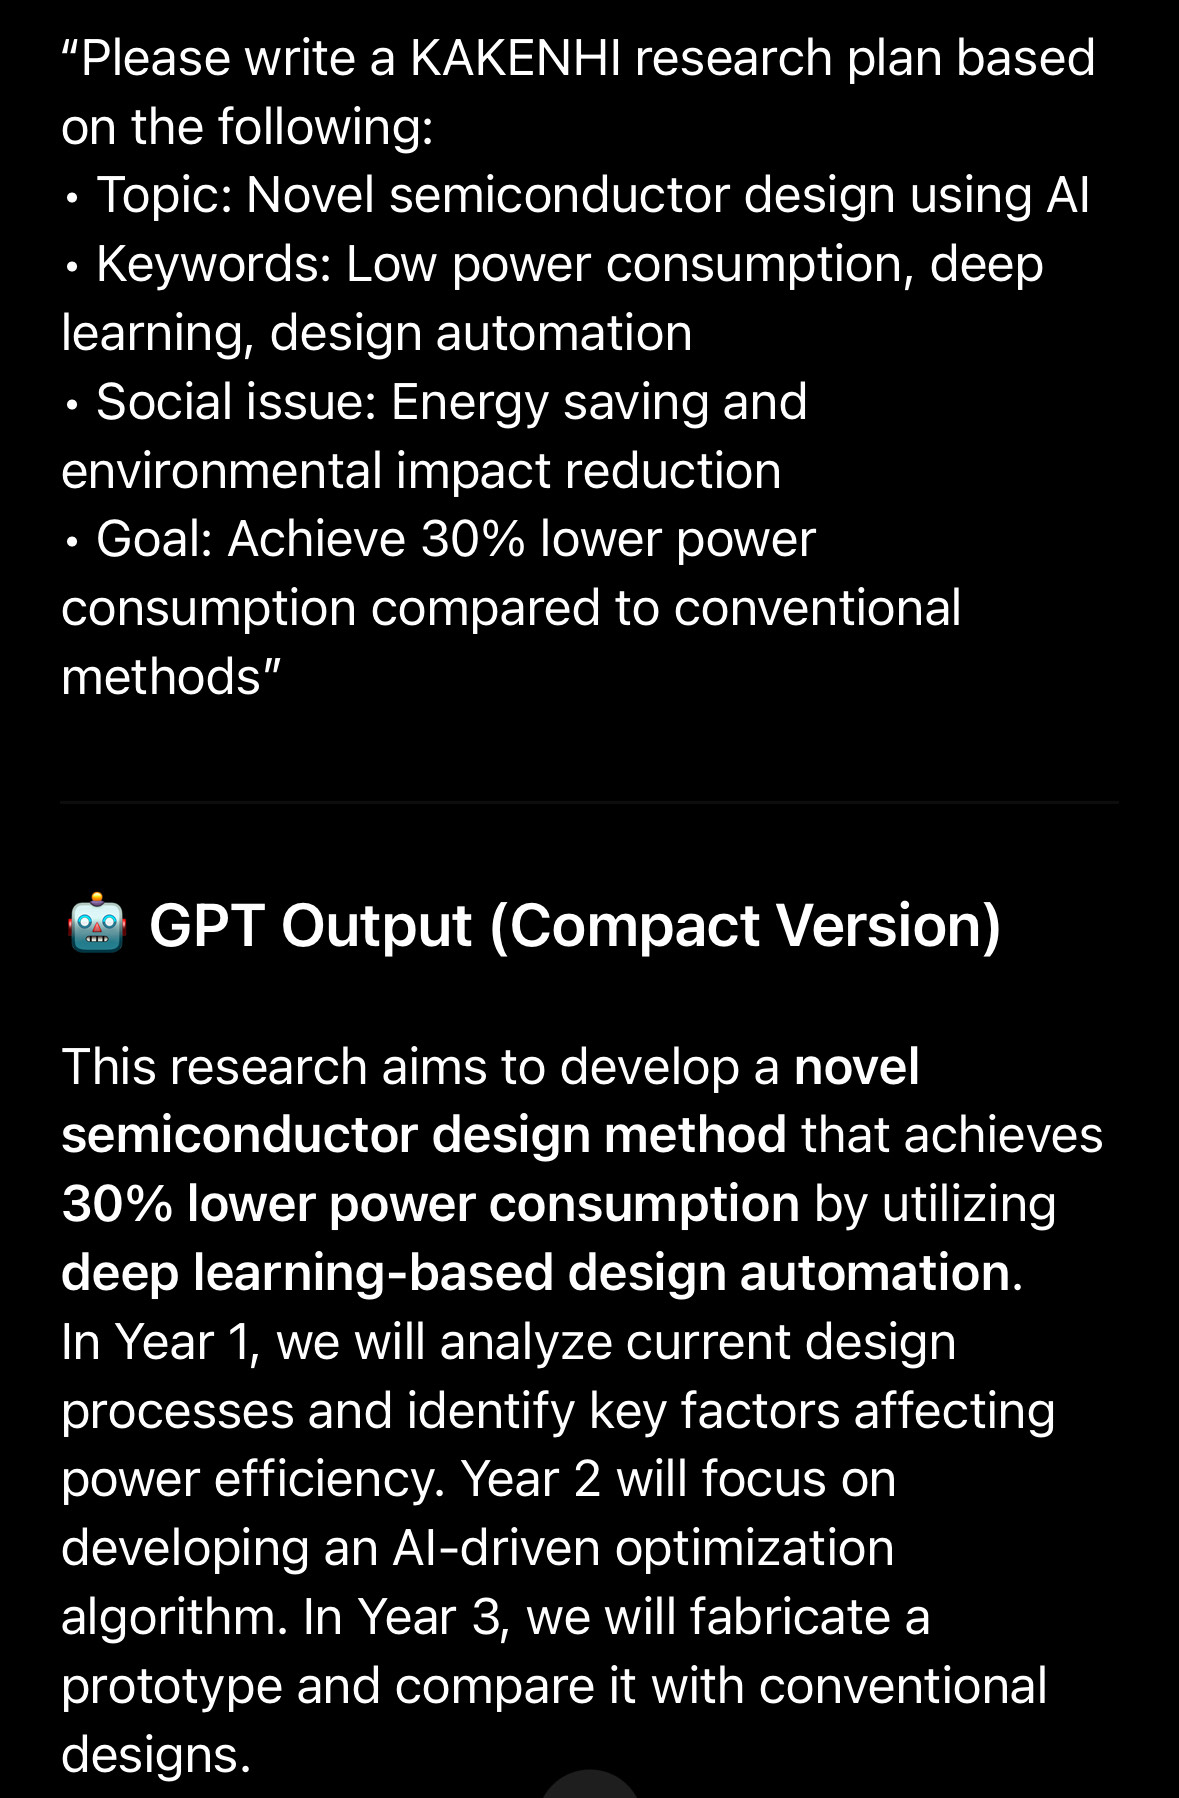 “Please write a KAKENHI research plan based
on the following:
• Topic: Novel semiconductor design using AI
• Keywords: Low power consumption, deep
learning, design automation
• Social issue: Energy saving and
environmental impact reduction
• Goal: Achieve 30% lower power
consumption compared to conventional
methods”
🤖 GPT Output (Compact Version)
This research aims to develop a novel
semiconductor design method that achieves
30% lower power consumption by utilizing
deep learning-based design automation.
In Year 1, we will analyze current design
processes and identify key factors affecting
power efficiency. Year 2 will focus on
developing an AI-driven optimization
algorithm. In Year 3, we will fabricate a
prototype and compare it with conventional
designs.